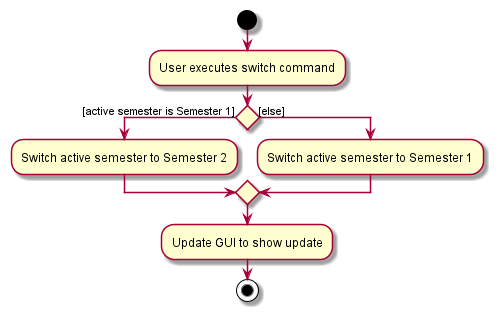 User executes switch command
[active semester is Semester 1]
[else]
Switch active semester to Semester 2
Switch active semester to Semester 1
Update GUI to show update